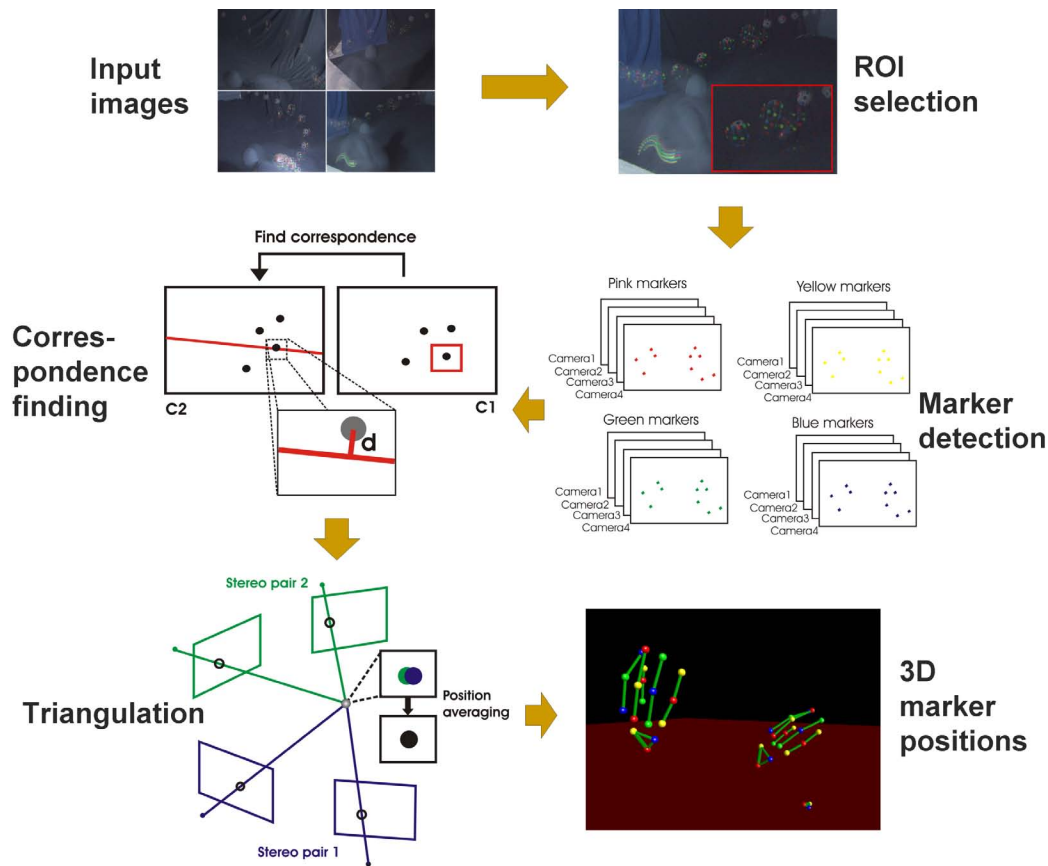 Input
images
ROI
selection
Find correspondence
Corres-
pondence
finding
C2
C1
d
Pink markers
Camera1
Camera2
Camera3
Camera4
Yellow markers
Camera1
Camera2
Camera3
Camera4
Green markers
Camera1
Camera2
Camera3
Camera4
Blue markers
Camera1
Camera2
Camera3
Camera4
Marker
detection
Triangulation
Stereo pair 2
Position
averaging
Stereo pair 1
3D
marker
positions